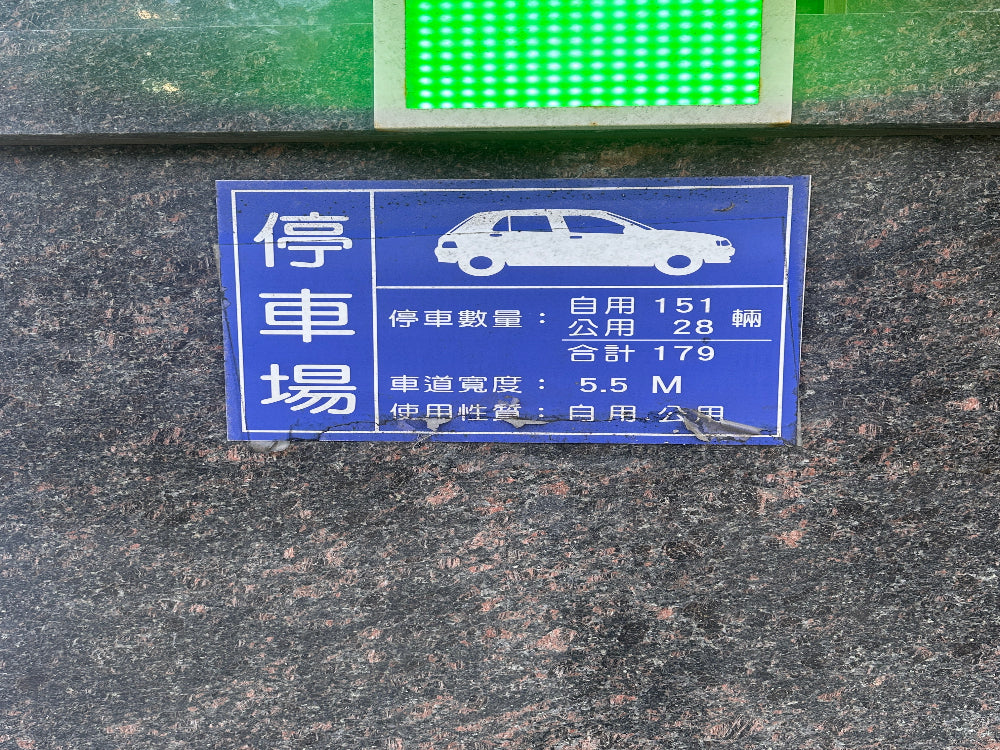 停車場
停車數量：自用 151 輛
公用 28
合計 179
車道寬度：5.5 M
使用性質：自用 公用